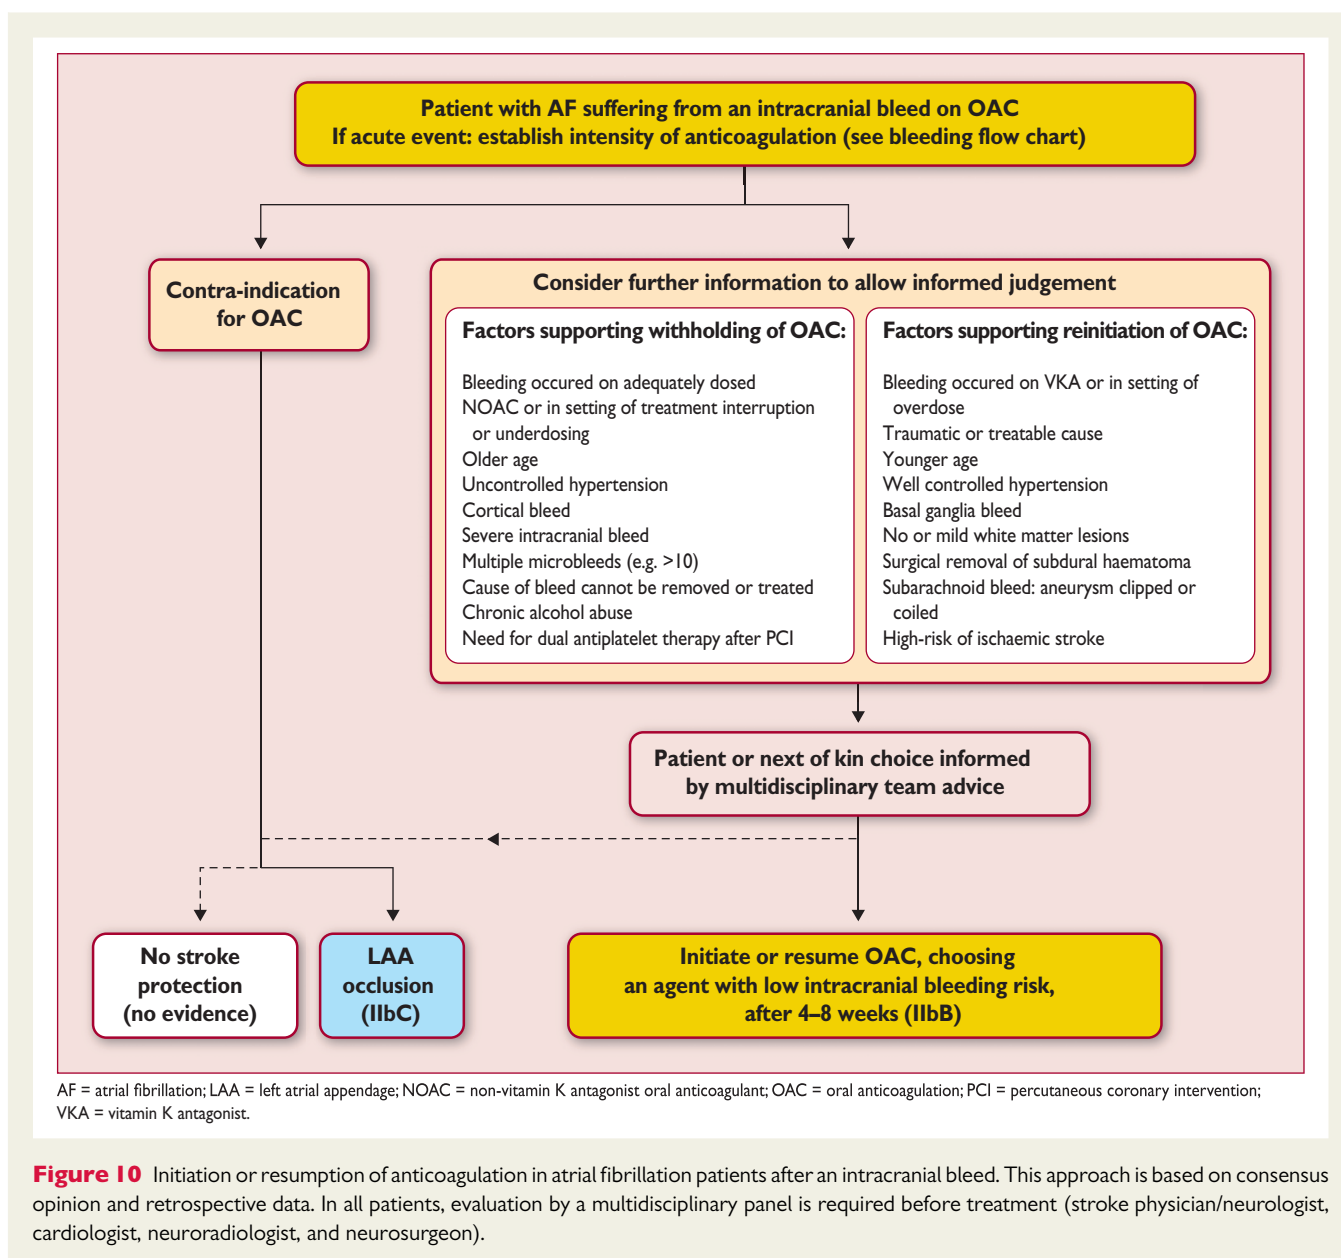 Patient with AF suffering from an intracranial bleed on OAC
If acute event: establish intensity of anticoagulation (see bleeding flow chart)
Contra-indication
for OAC
Consider further information to allow informed judgement
Factors supporting withholding of OAC:
Bleeding occured on adequately dosed
NOAC or in setting of treatment interruption
or underdosing
Older age
Uncontrolled hypertension
Cortical bleed
Severe intracranial bleed
Multiple microbleeds (e.g. >10)
Cause of bleed cannot be removed or treated
Chronic alcohol abuse
Need for dual antiplatelet therapy after PCI
Factors supporting reinitiation of OAC:
Bleeding occured on VKA or in setting of
overdose
Traumatic or treatable cause
Younger age
Well controlled hypertension
Basal ganglia bleed
No or mild white matter lesions
Surgical removal of subdural haematoma
Subarachnoid bleed: aneurysm clipped or
coiled
High-risk of ischaemic stroke
Patient or next of kin choice informed
by multidisciplinary team advice
No stroke
protection
(no evidence)
LAA
occlusion
(IIbC)
Initiate or resume OAC, choosing
an agent with low intracranial bleeding risk,
after 4–8 weeks (IIbB)
AF = atrial fibrillation; LAA = left atrial appendage; NOAC = non-vitamin K antagonist oral anticoagulant; OAC = oral anticoagulation; PCI = percutaneous coronary intervention;
VKA = vitamin K antagonist.
Figure 10 Initiation or resumption of anticoagulation in atrial fibrillation patients after an intracranial bleed. This approach is based on consensus
opinion and retrospective data. In all patients, evaluation by a multidisciplinary panel is required before treatment (stroke physician/neurologist,
cardiologist, neuroradiologist, and neurosurgeon).